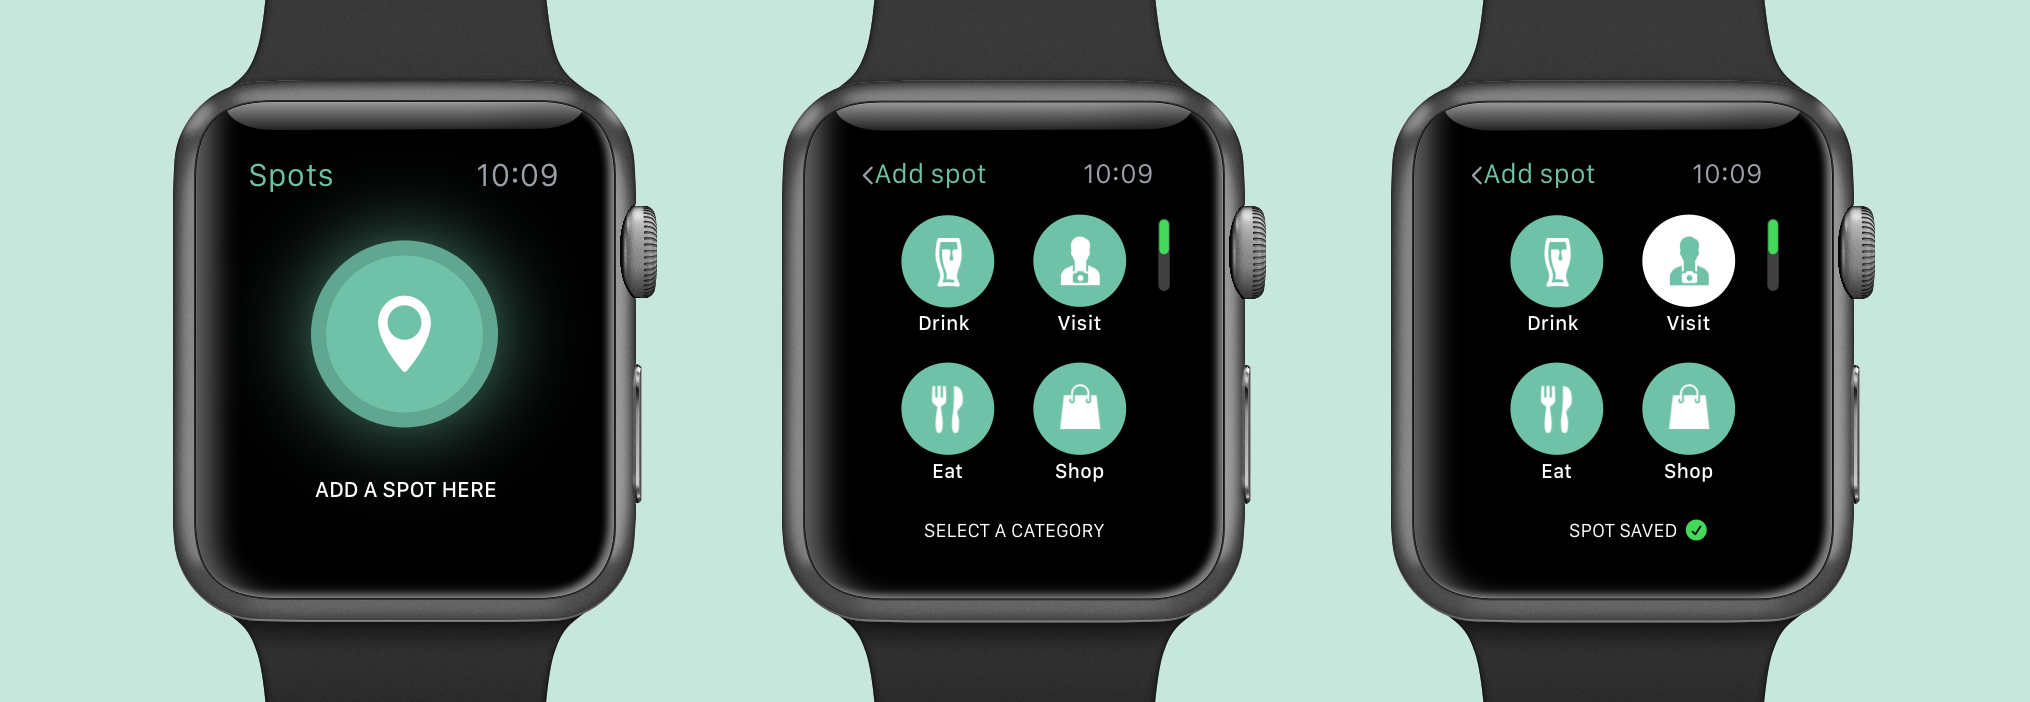 Spots 10:09
ADD A SPOT HERE
<Add spot 10:09
Drink Visit
Eat Shop
SELECT A CATEGORY
<Add spot 10:09
Drink Visit
Eat Shop
SPOT SAVED